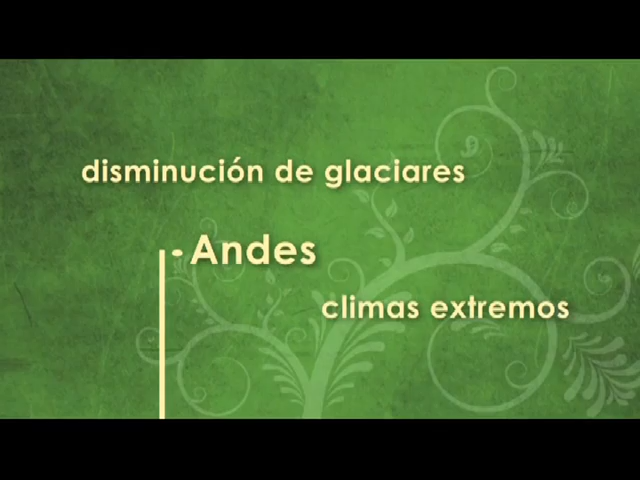 disminución de glaciares
- Andes
climas extremos